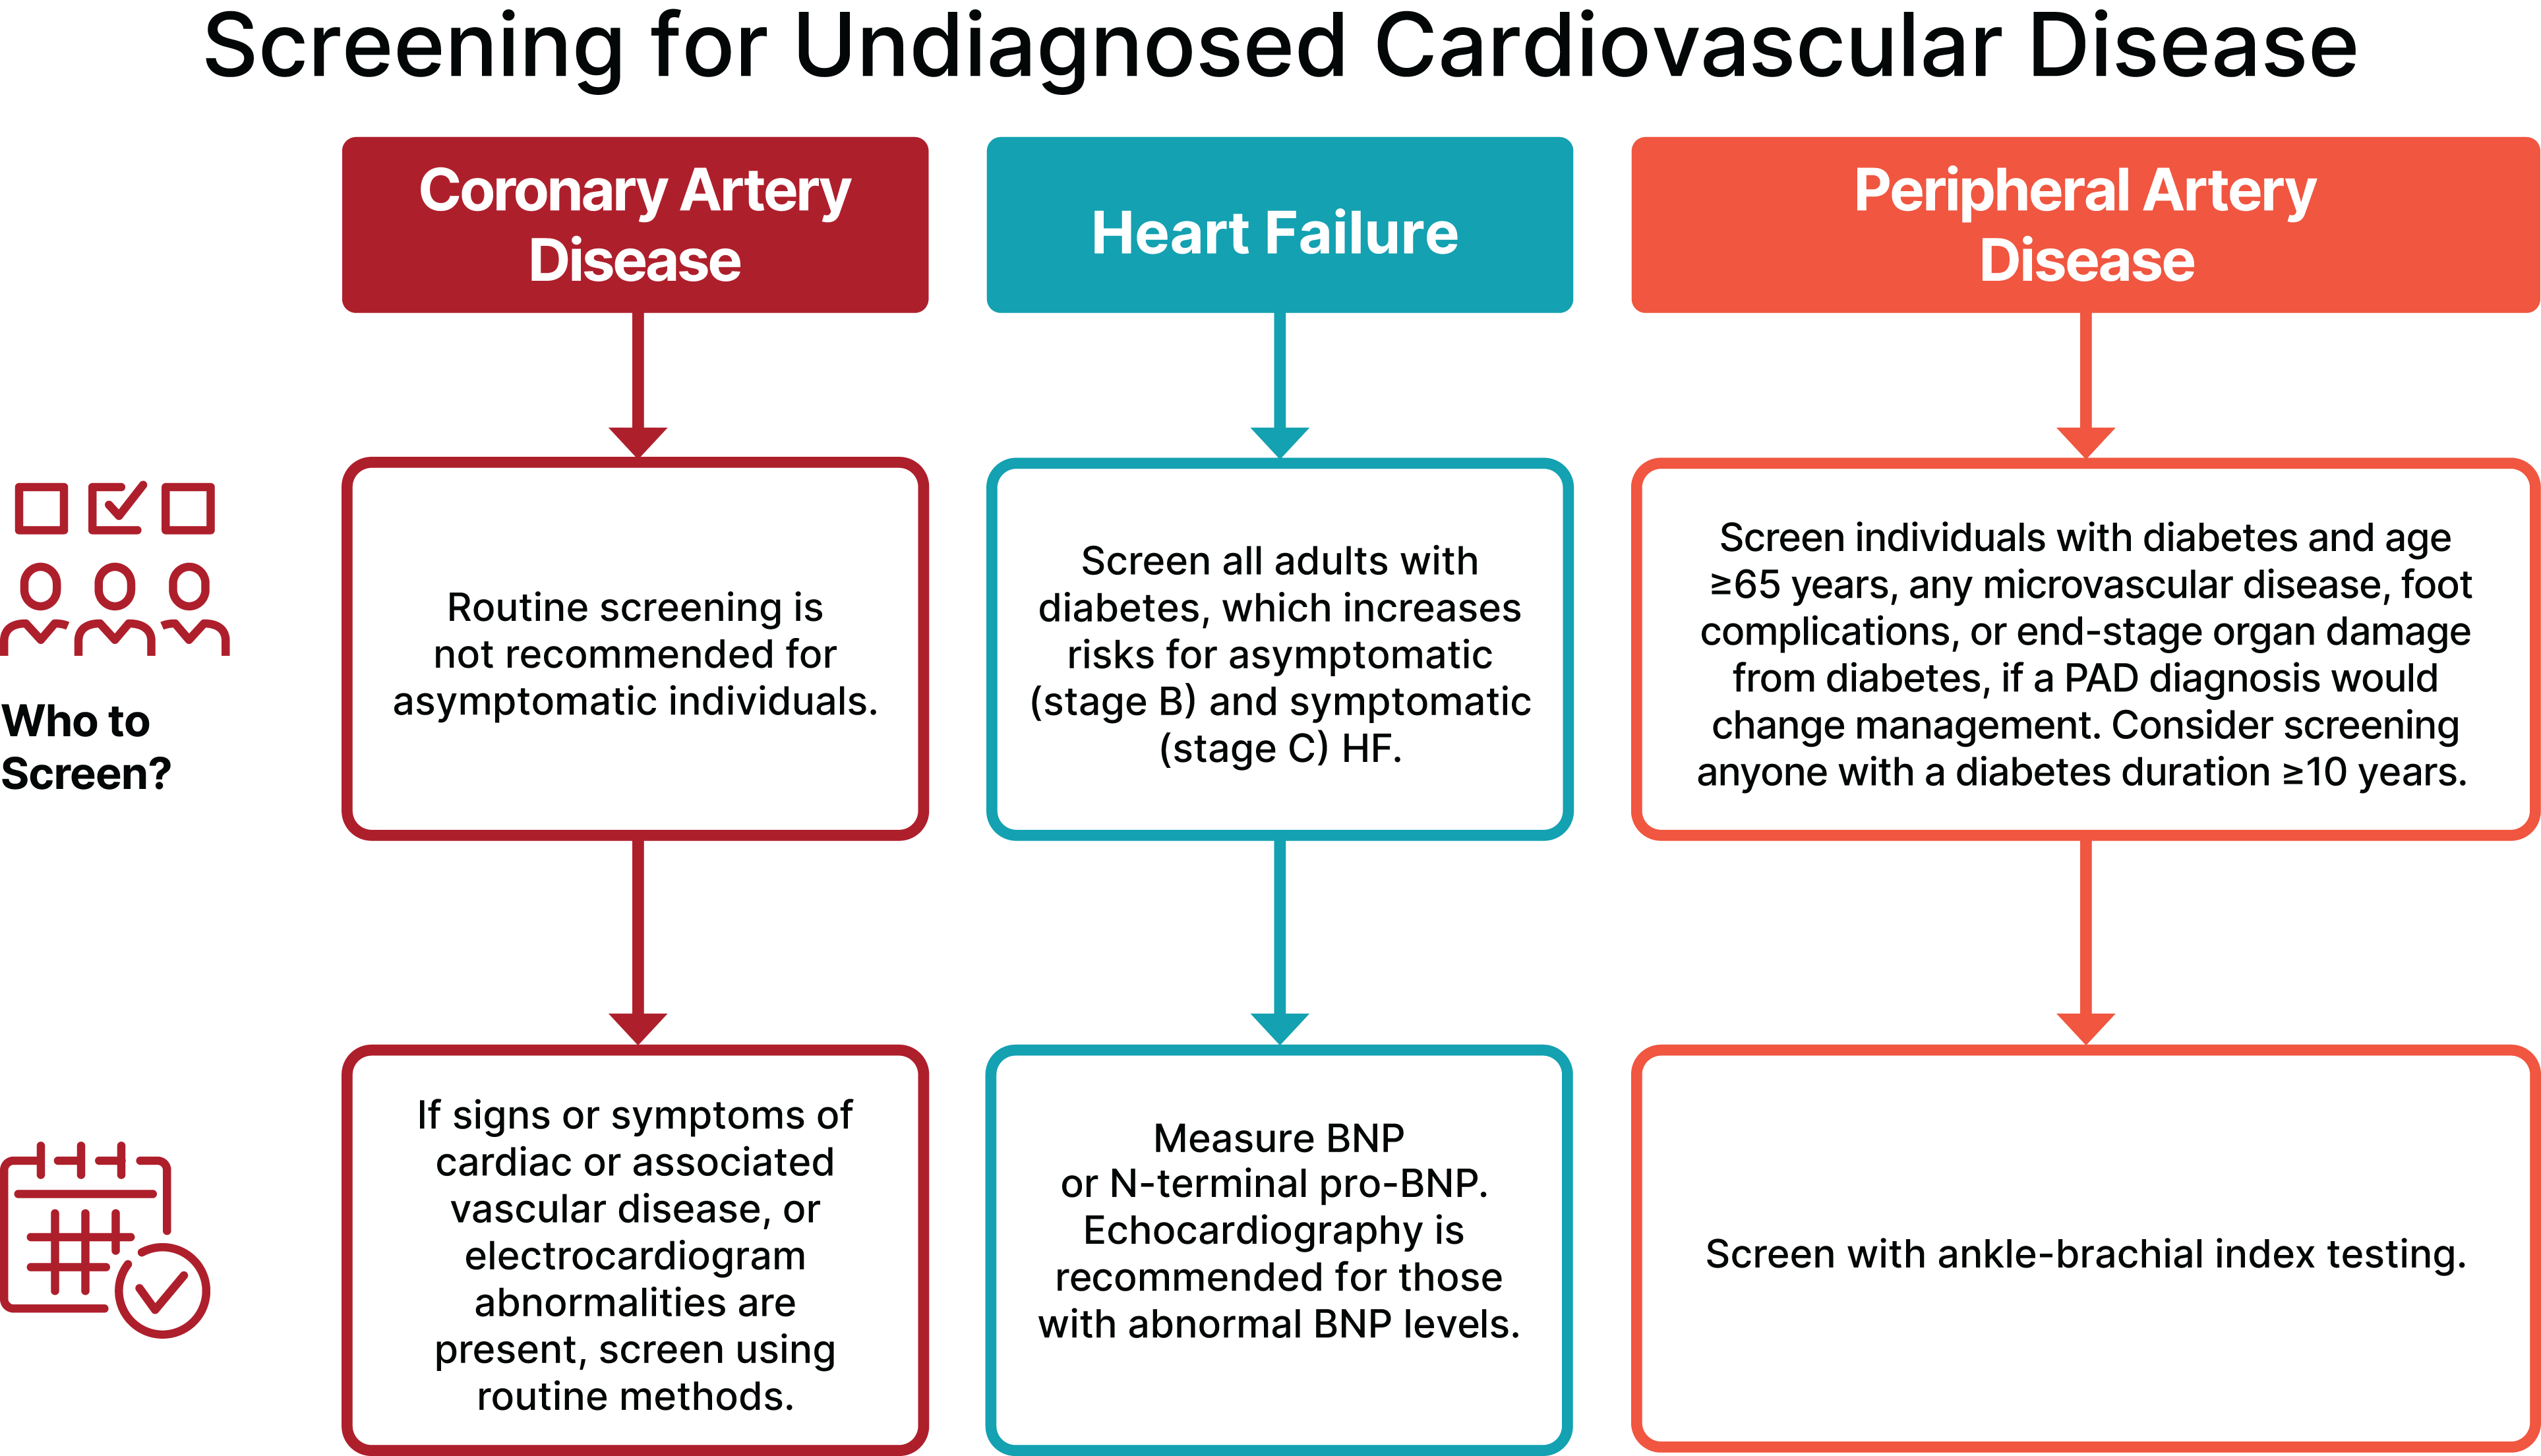 Screening for Undiagnosed Cardiovascular Disease
Coronary Artery
Disease
Heart Failure
Peripheral Artery
Disease
Who to
Screen?
Routine screening is
not recommended for
asymptomatic individuals.
Screen all adults with
diabetes, which increases
risks for asymptomatic
(stage B) and symptomatic
(stage C) HF.
Screen individuals with diabetes and age
≥65 years, any microvascular disease, foot
complications, or end-stage organ damage
from diabetes, if a PAD diagnosis would
change management. Consider screening
anyone with a diabetes duration ≥10 years.
If signs or symptoms of
cardiac or associated
vascular disease, or
electrocardiogram
abnormalities are
present, screen using
routine methods.
Measure BNP
or N-terminal pro-BNP.
Echocardiography is
recommended for those
with abnormal BNP levels.
Screen with ankle-brachial index testing.